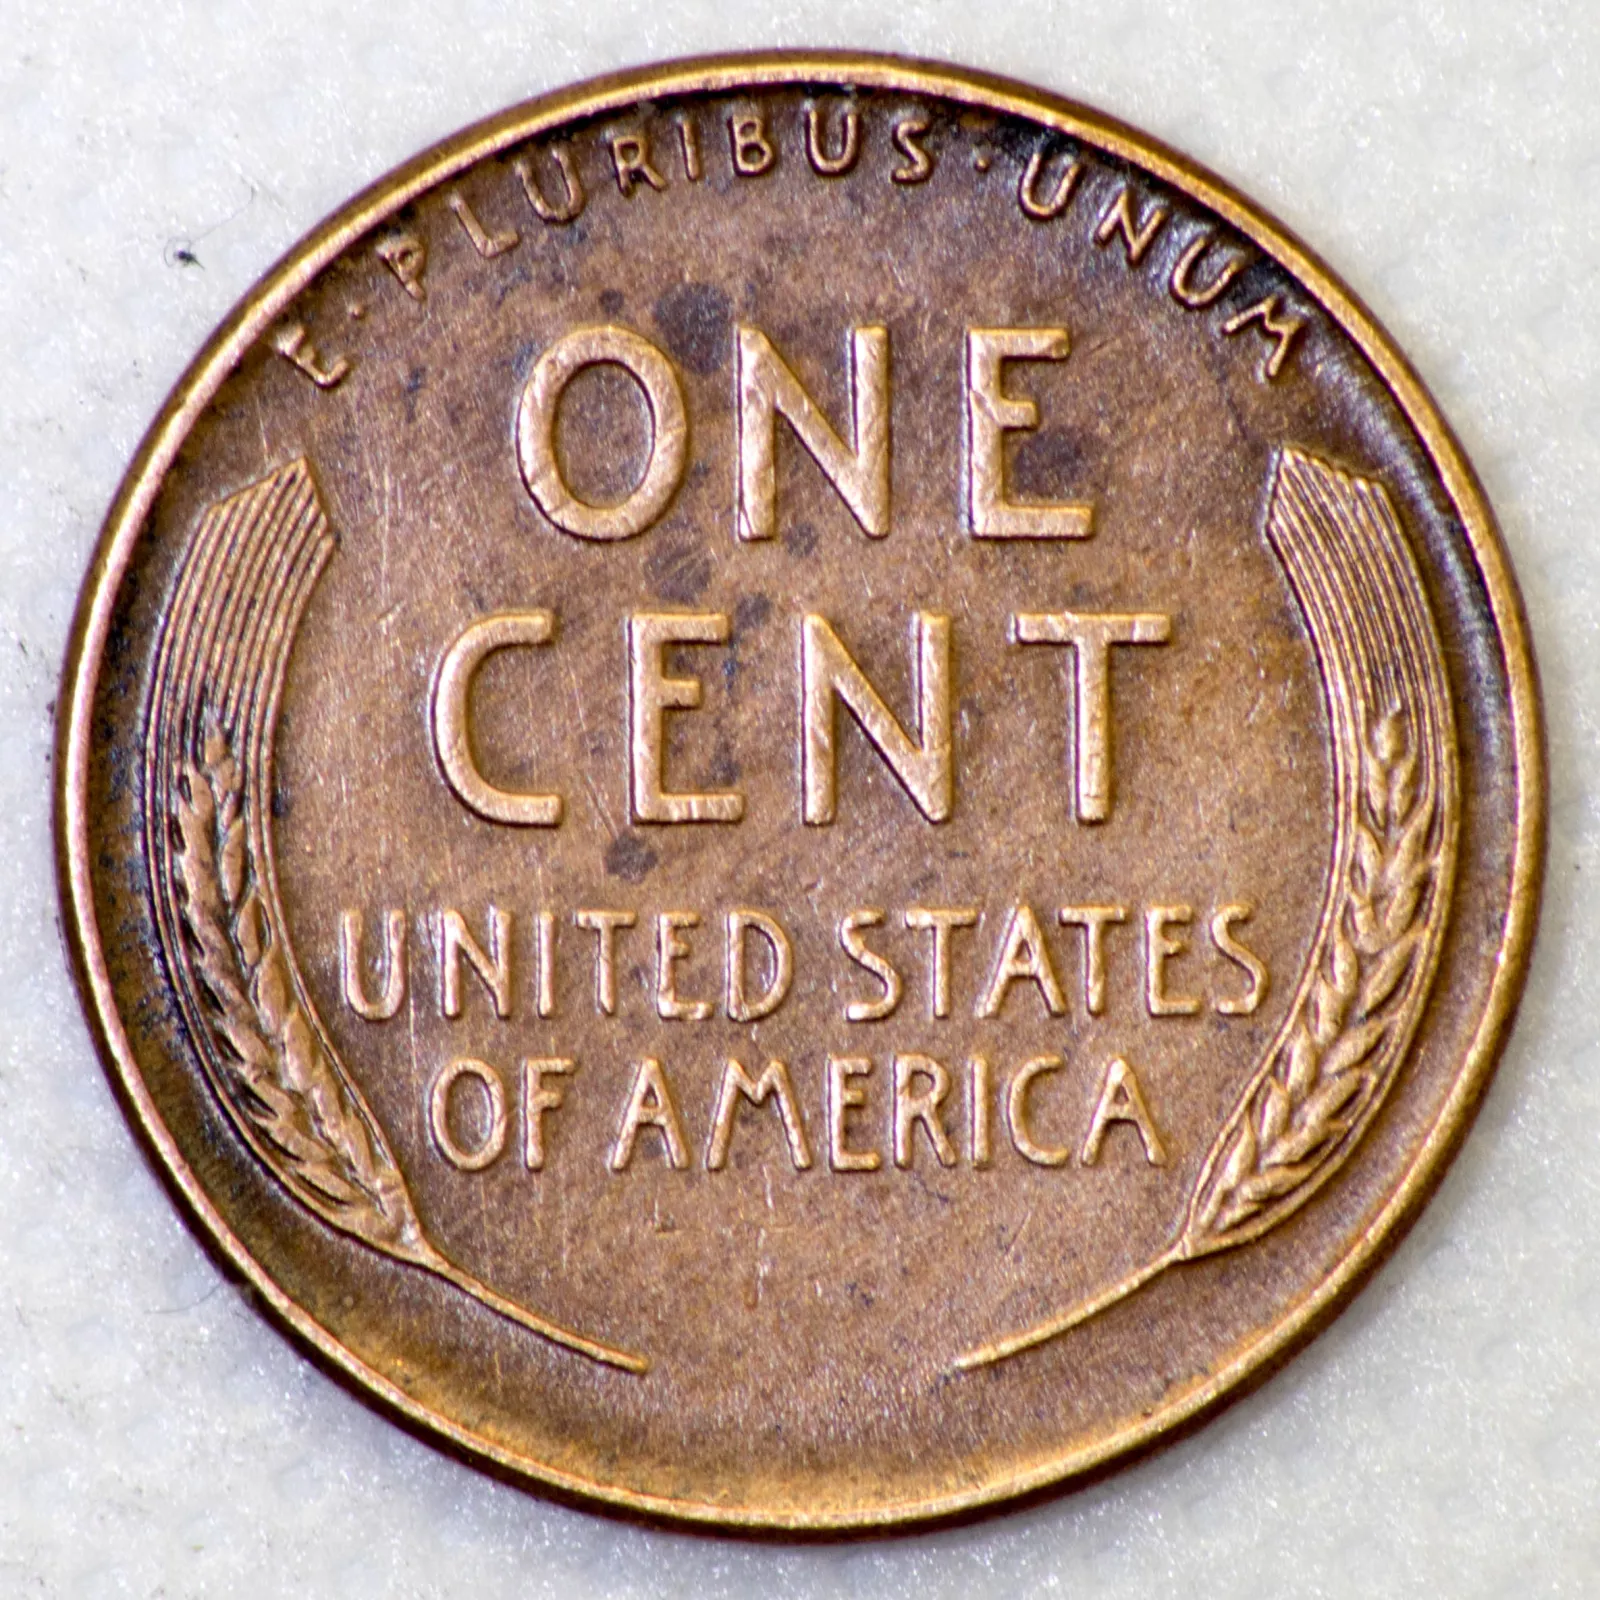 E·PLURIBUS·UNUM
ONE
CENT
UNITED STATES
OF AMERICA